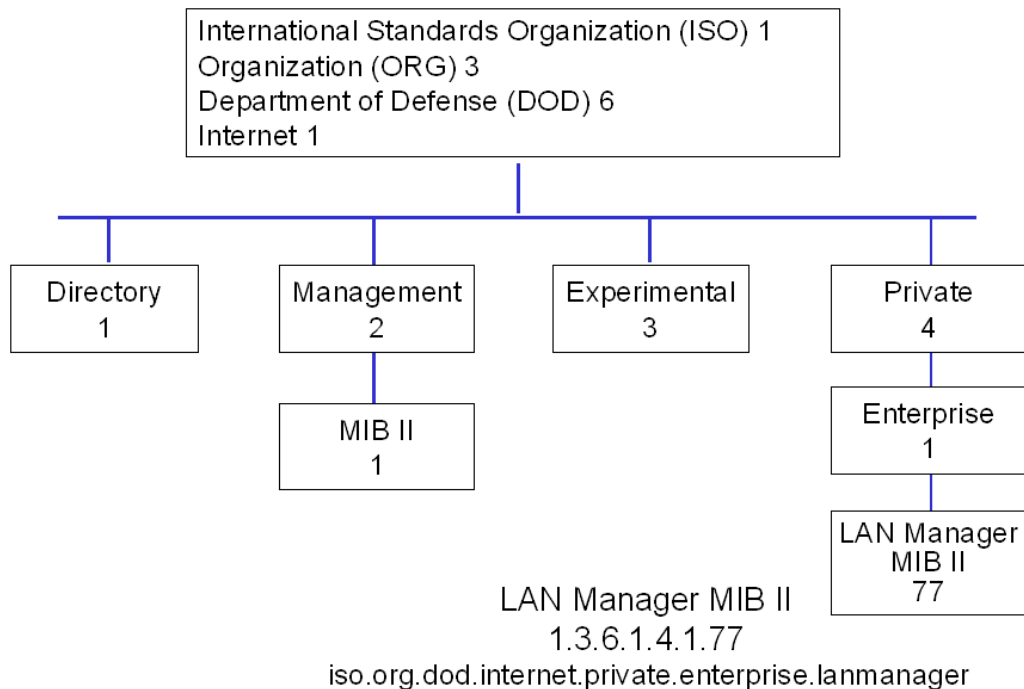 International Standards Organization (ISO) 1
Organization (ORG) 3
Department of Defense (DOD) 6
Internet 1
Directory
1
Management
2
Experimental
3
Private
4
MIB II
1
Enterprise
1
LAN Manager
MIB II
77
LAN Manager MIB II
1.3.6.1.4.1.77
iso.org.dod.internet.private.enterprise.lanmanager